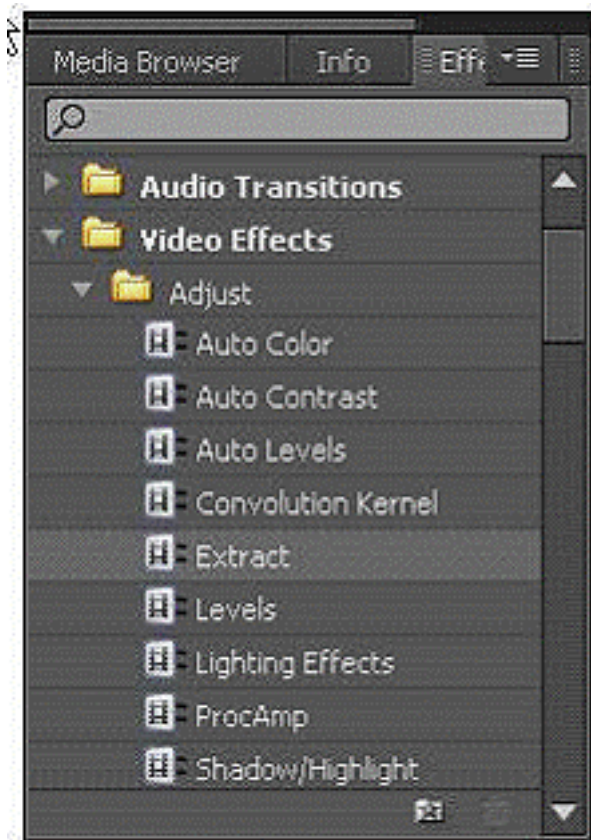 Media Browser Info Effe
Audio Transitions
Video Effects
Adjust
Auto Color
Auto Contrast
Auto Levels
Convolution Kernel
Extract
Levels
Lighting Effects
ProcAmp
Shadow/Highlight